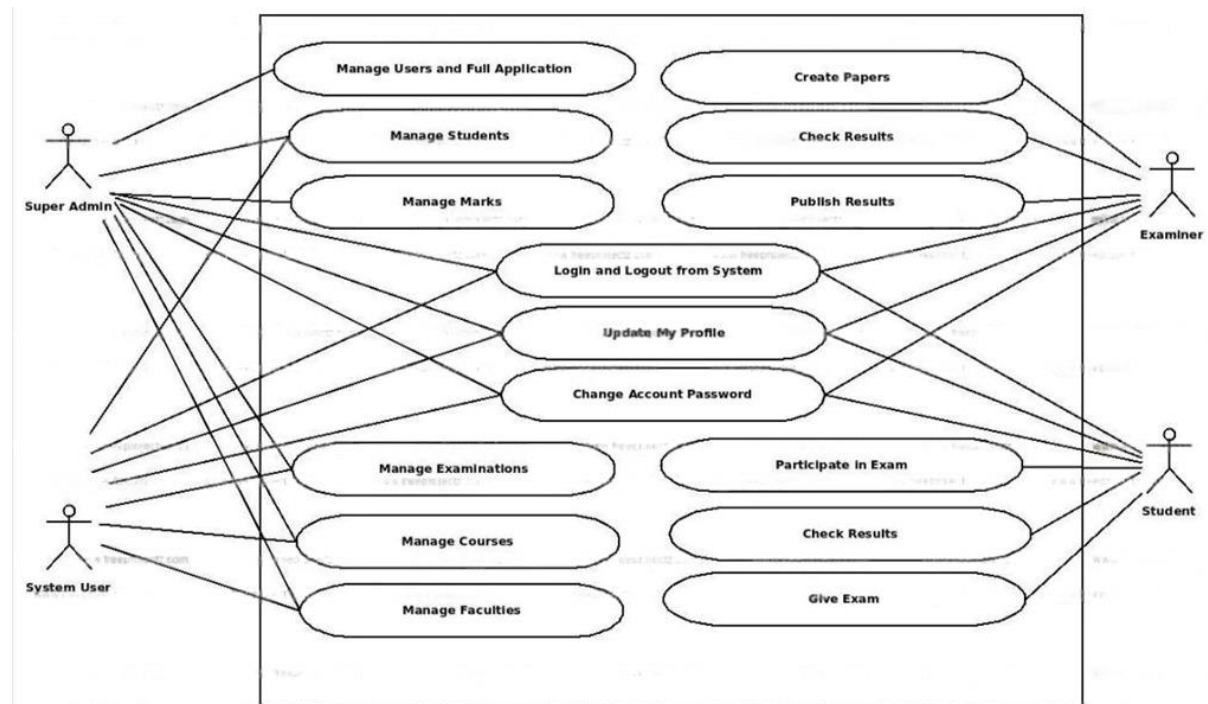 Manage Users and Full Application
Create Papers
Manage Students
Check Results
Super Admin
Manage Marks
Publish Results
Examiner
Login and Logout from System
Update My Profile
Change Account Password
Manage Examinations
Participate in Exam
Student
Manage Courses
Check Results
System User
Manage Faculties
Give Exam